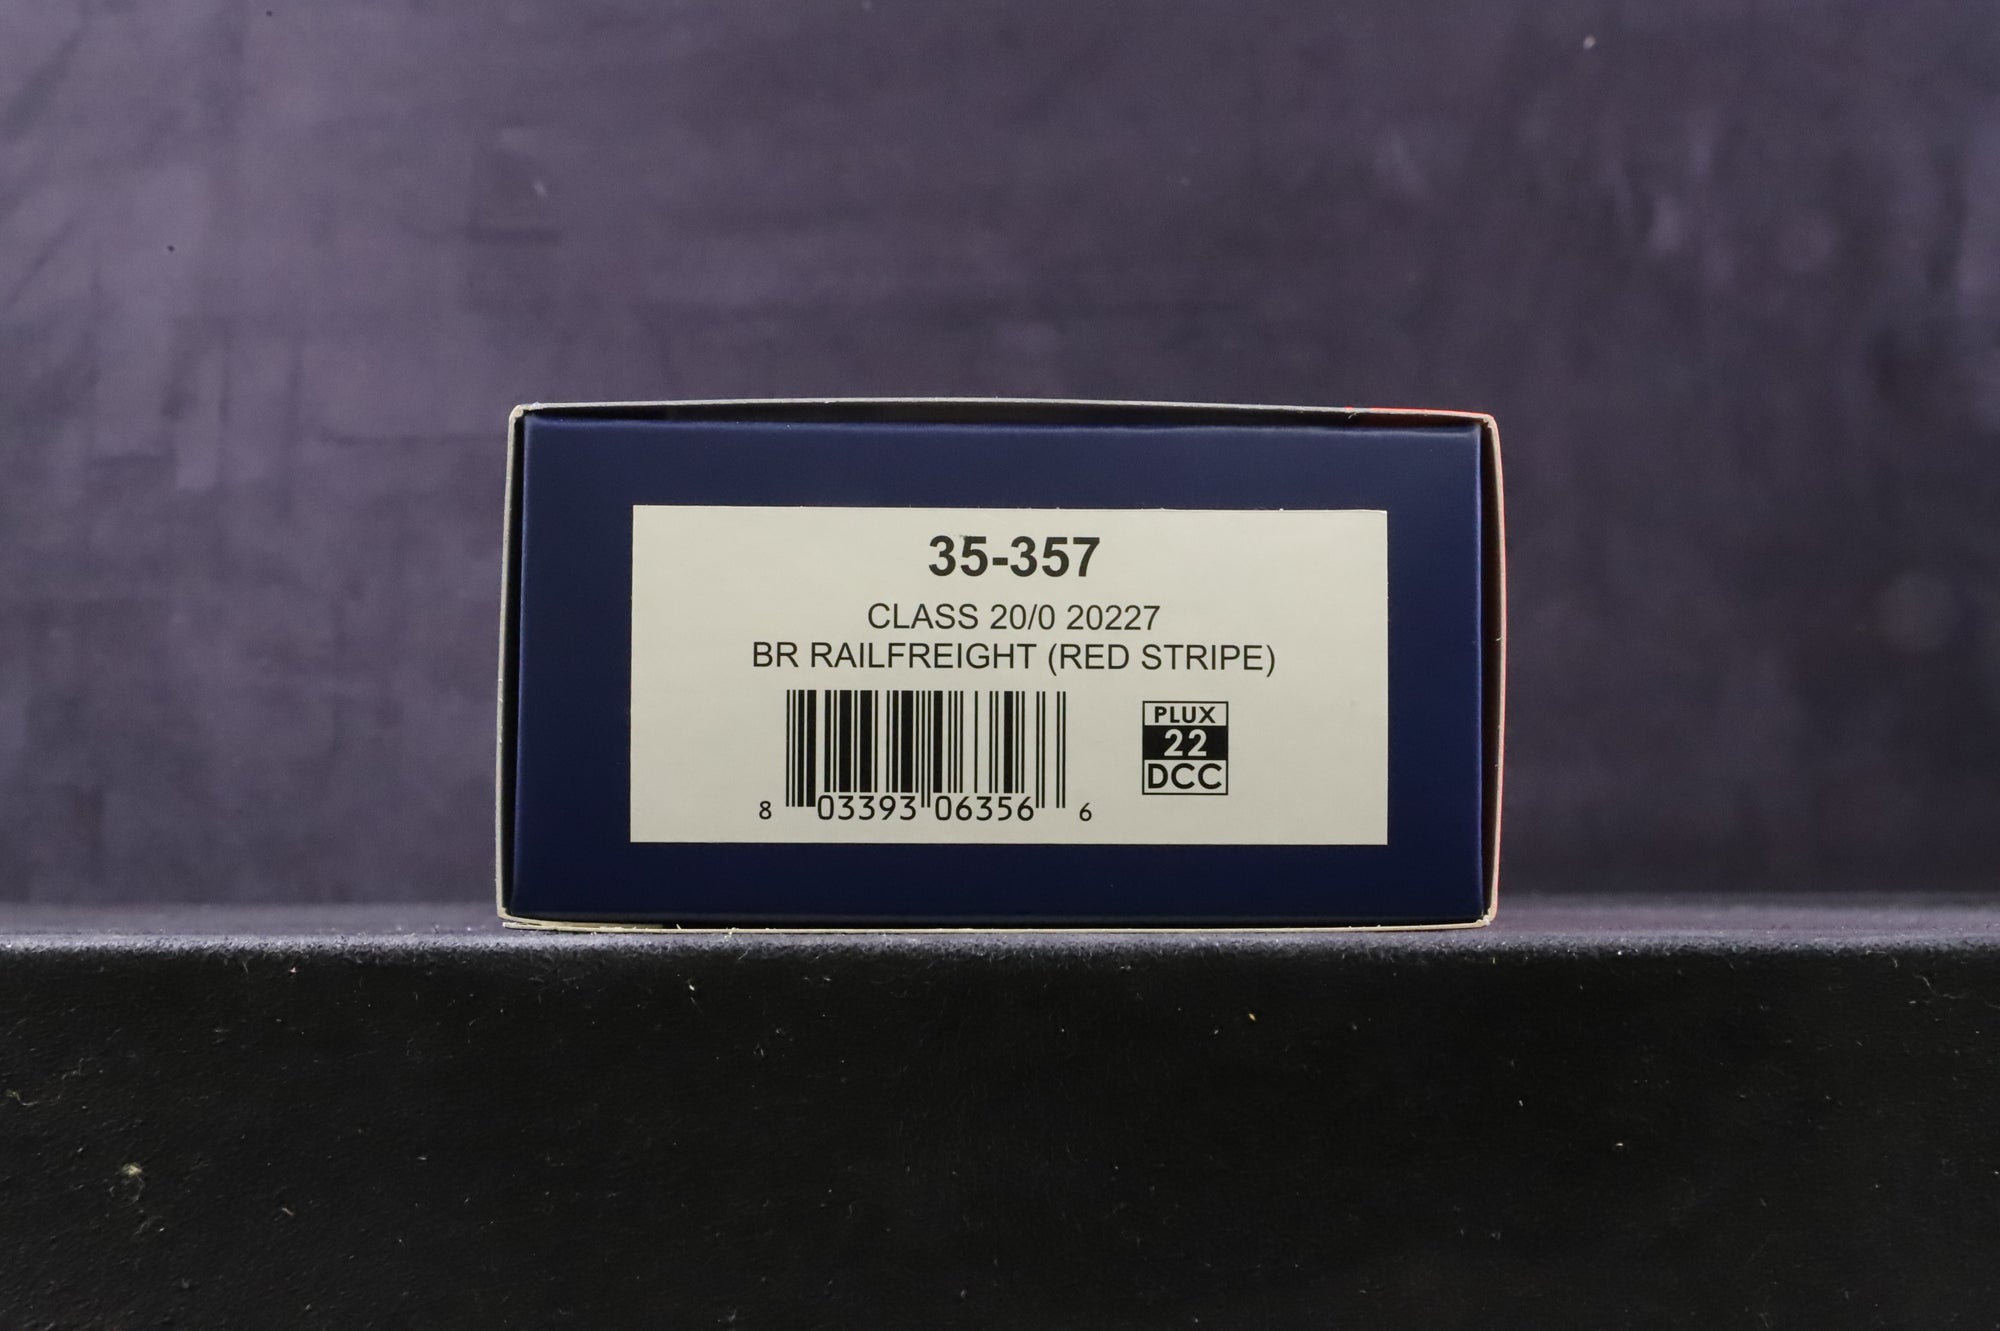 35-357
CLASS 20/0 20227
BR RAILFREIGHT (RED STRIPE)
8 03393 06356 6
PLUX
22
DCC